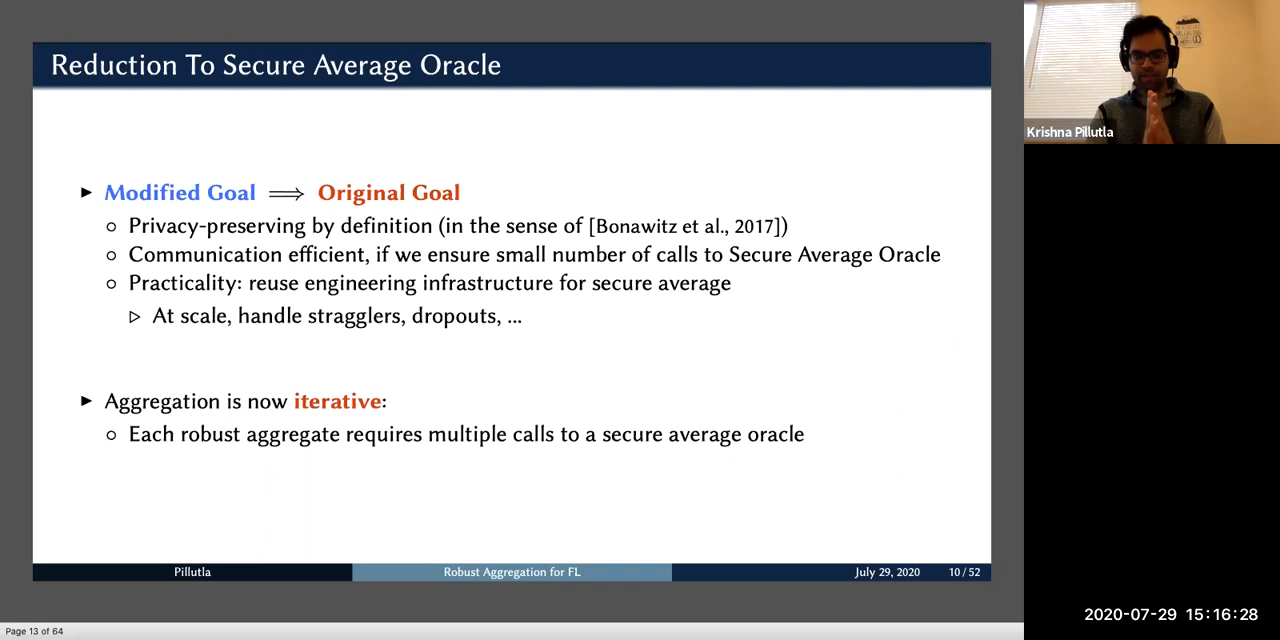 Reduction To Secure Average Oracle
Krishna Pillutla
▶ Modified Goal ⟹ Original Goal
○ Privacy-preserving by definition (in the sense of [Bonawitz et al., 2017])
○ Communication efficient, if we ensure small number of calls to Secure Average Oracle
○ Practicality: reuse engineering infrastructure for secure average
▷ At scale, handle stragglers, dropouts, ...
▶ Aggregation is now iterative:
○ Each robust aggregate requires multiple calls to a secure average oracle
Pillutla
Robust Aggregation for FL
July 29, 2020
10 / 52
2020-07-29 15:16:28
Page 13 of 64